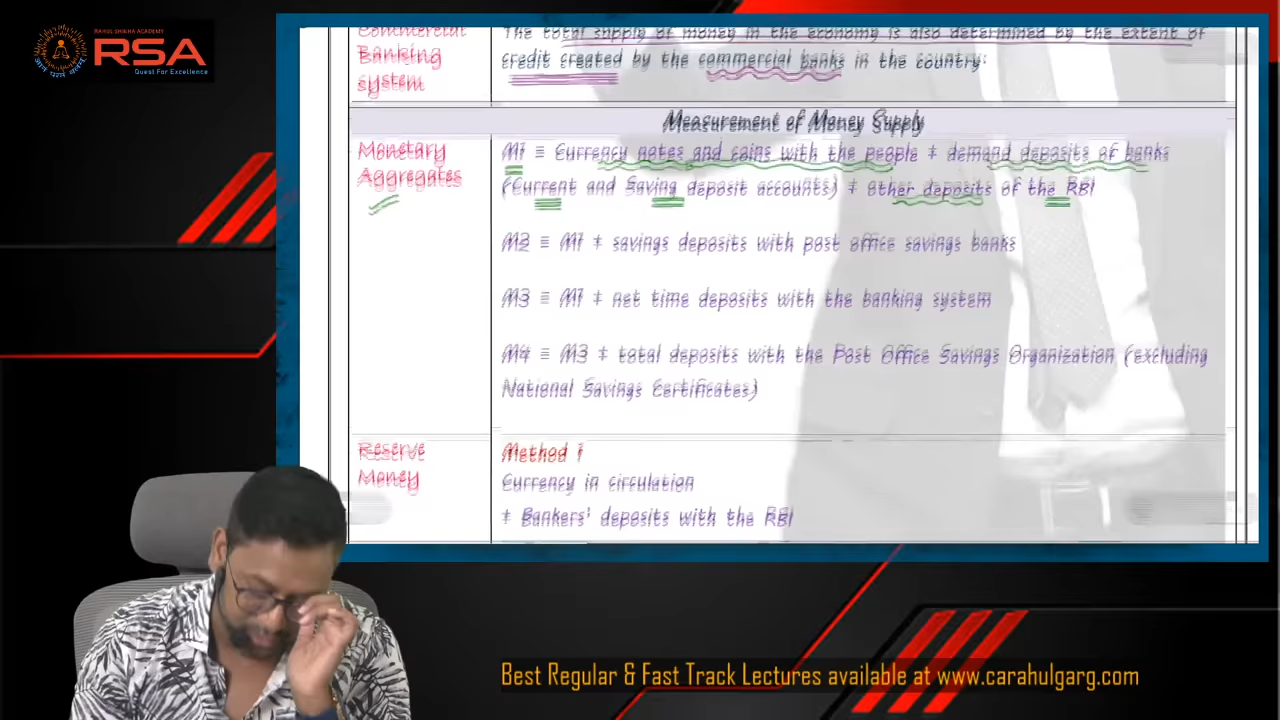 RAHUL SHIKHA ACADEMY
RSA
Quest For Excellence
Commercial
Banking
system
The total supply of money in the economy is also determined by the extent of
credit created by the commercial banks in the country:
Measurement of Money Supply
Monetary
Aggregates
M1 = Currency notes and coins with the people + demand deposits of banks
(Current and Saving deposit accounts) + other deposits of the RBI
M2 = M1 + savings deposits with post office savings banks
M3 = M1 + net time deposits with the banking system
M4 = M3 + total deposits with the Post Office Savings Organization (excluding
National Savings Certificates)
Reserve
Money
Method 1
Currency in circulation
+ Bankers' deposits with the RBI
Best Regular & Fast Track Lectures available at www.carahulgarg.com